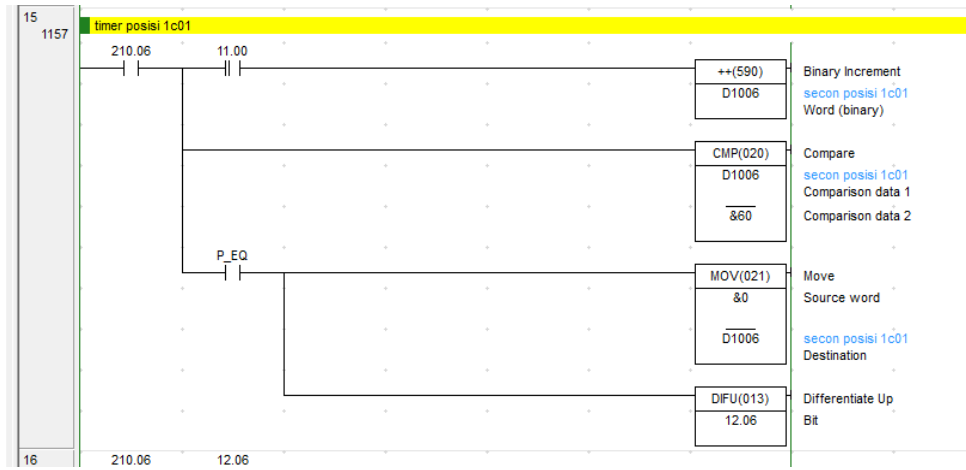 15
1157
timer posisi 1c01
210.06 11.00
++(590) Binary Increment
D1006 secon posisi 1c01
Word (binary)
CMP(020) Compare
D1006 secon posisi 1c01
Comparison data 1
&60 Comparison data 2
P_EQ
MOV(021) Move
&0 Source word
D1006 secon posisi 1c01
Destination
DIFU(013) Differentiate Up
12.06 Bit
16 210.06 12.06